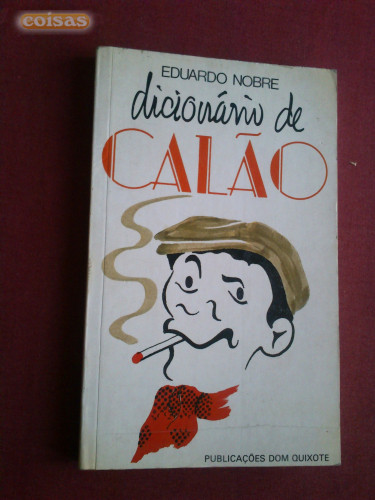 coisas
EDUARDO NOBRE
dicionário de
CALÃO
PUBLICAÇÕES DOM QUIXOTE